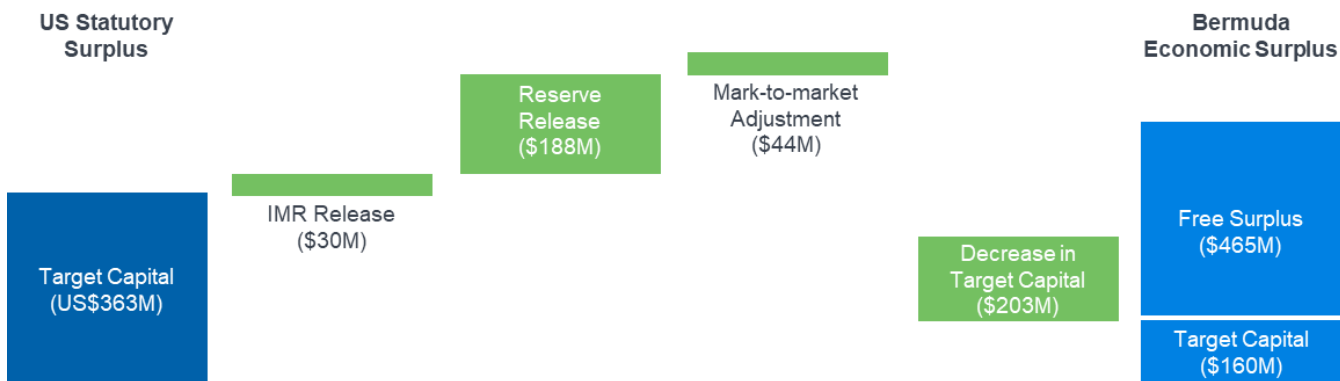 US Statutory
Surplus
Target Capital
(US$363M)
IMR Release
($30M)
Reserve
Release
($188M)
Mark-to-market
Adjustment
($44M)
Decrease in
Target Capital
($203M)
Bermuda
Economic Surplus
Free Surplus
($465M)
Target Capital
($160M)